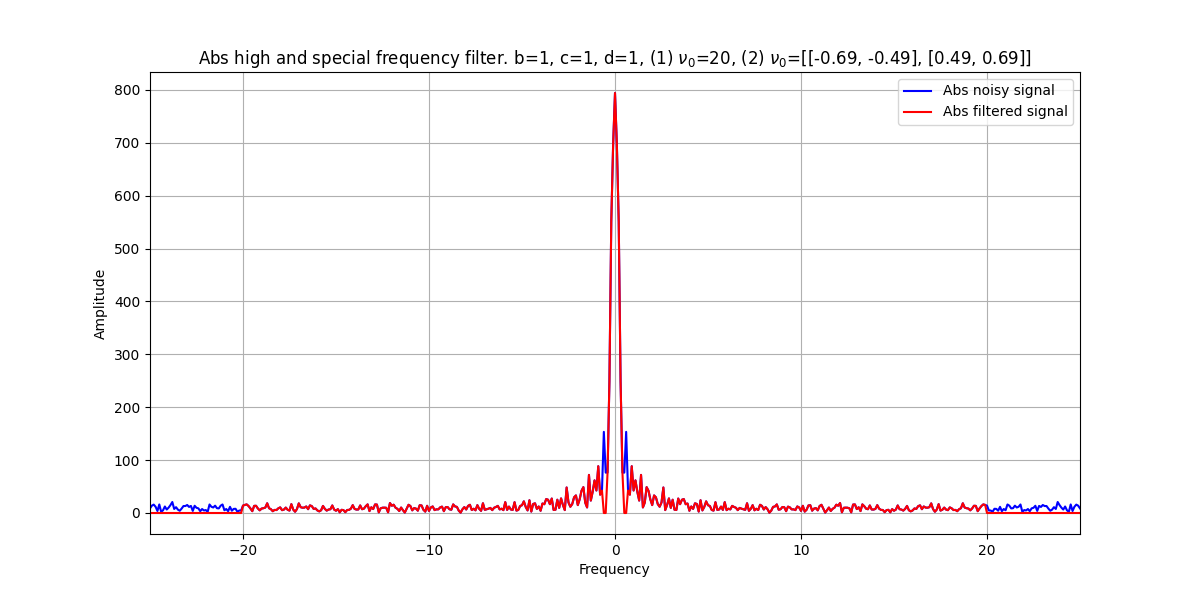 Abs high and special frequency filter. b=1, c=1, d=1, (1) ν₀=20, (2) ν₀=[[-0.69, -0.49], [0.49, 0.69]]
Abs noisy signal
Abs filtered signal
800
700
600
500
400
300
200
100
0
Amplitude
−20
−10
0
10
20
Frequency